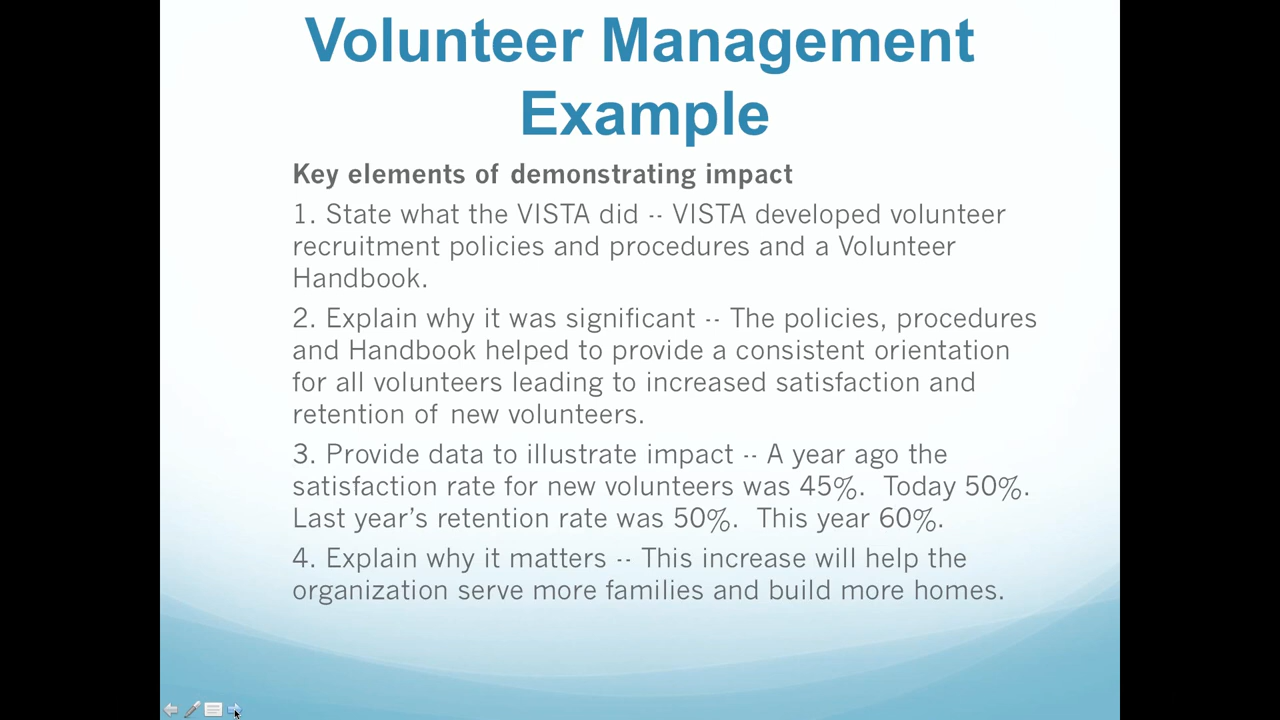 Volunteer Management
Example
Key elements of demonstrating impact
1. State what the VISTA did -- VISTA developed volunteer
recruitment policies and procedures and a Volunteer
Handbook.
2. Explain why it was significant -- The policies, procedures
and Handbook helped to provide a consistent orientation
for all volunteers leading to increased satisfaction and
retention of new volunteers.
3. Provide data to illustrate impact -- A year ago the
satisfaction rate for new volunteers was 45%.  Today 50%.
Last year’s retention rate was 50%.  This year 60%.
4. Explain why it matters -- This increase will help the
organization serve more families and build more homes.